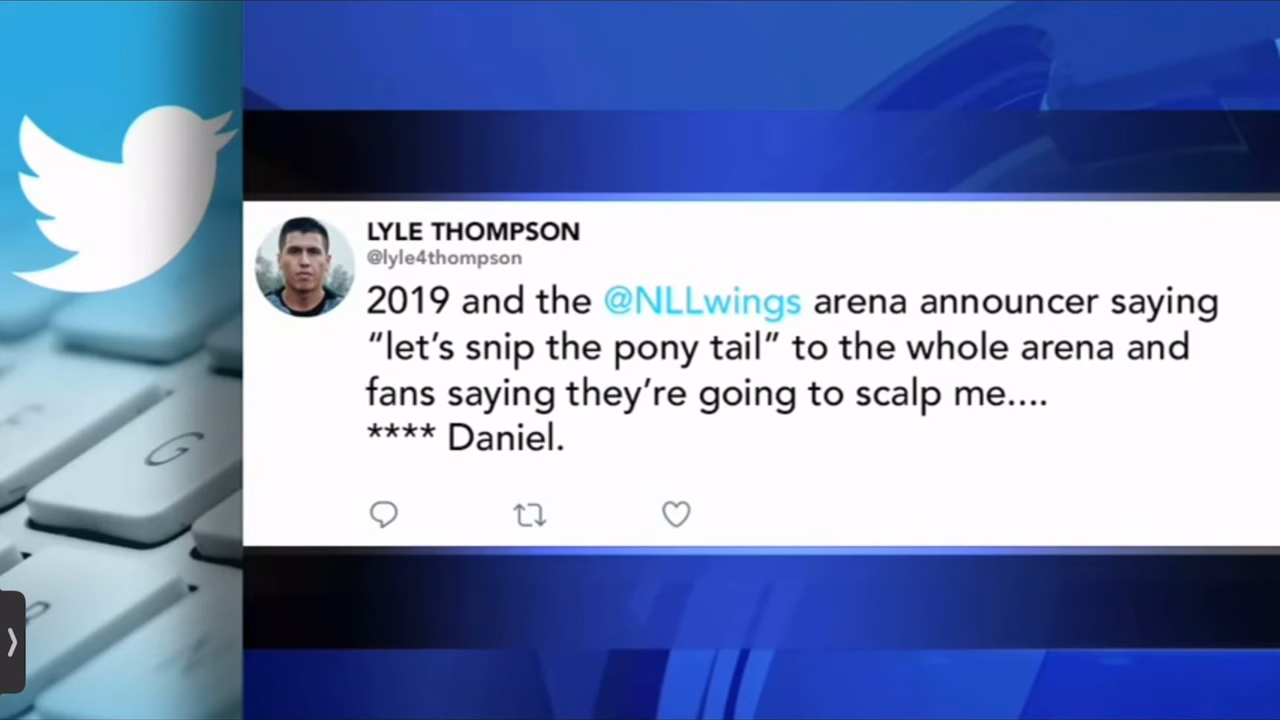 LYLE THOMPSON
@lyle4thompson
2019 and the @NLLwings arena announcer saying
“let’s snip the pony tail” to the whole arena and
fans saying they’re going to scalp me....
**** Daniel.
G